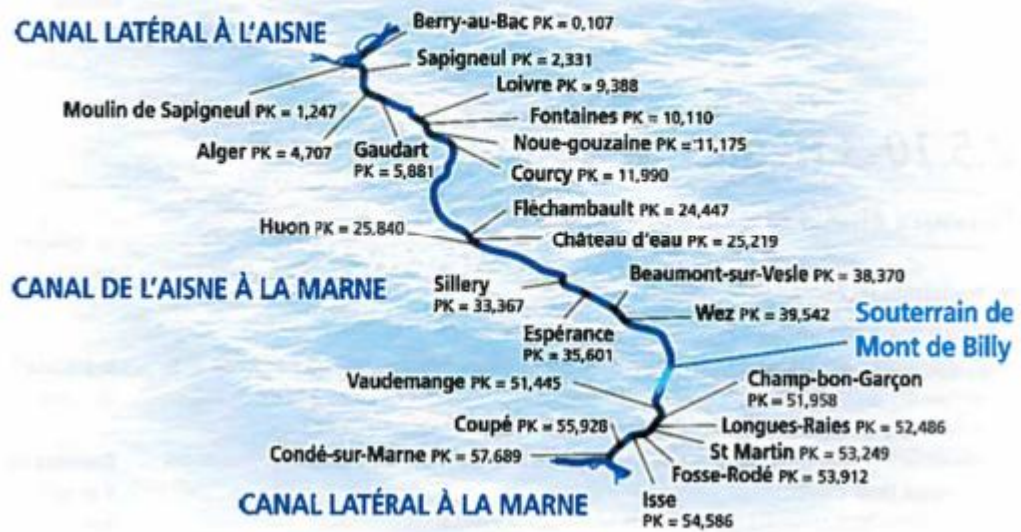 Berry-au-Bac PK = 0,107
CANAL LATÉRAL À L'AISNE
Sapigneul PK = 2,331
Loivre PK = 9,388
Moulin de Sapigneul PK = 1,247
Fontaines PK = 10,110
Noue-gouzaine PK = 11,175
Alger PK = 4,707
Gaudart
PK = 5,881
Courcy PK = 11,990
Fléchambault PK = 24,447
Huon PK = 25.840
Château d'eau PK = 25,219
Beaumont-sur-Vesle PK = 38,370
CANAL DE L'AISNE À LA MARNE
Sillery
PK = 33,367
Wez PK = 39,542
Souterrain de
Mont de Billy
Espérance
PK = 35,601
Vaudemange PK = 51,445
Champ-bon-Garçon
PK = 51,958
Coupé PK = 55,928
Longues-Raies PK = 52,486
St Martin PK = 53,249
Condé-sur-Marne PK = 57,689
Fosse-Rodé PK = 53,912
CANAL LATÉRAL À LA MARNE
Isse
PK = 54,586